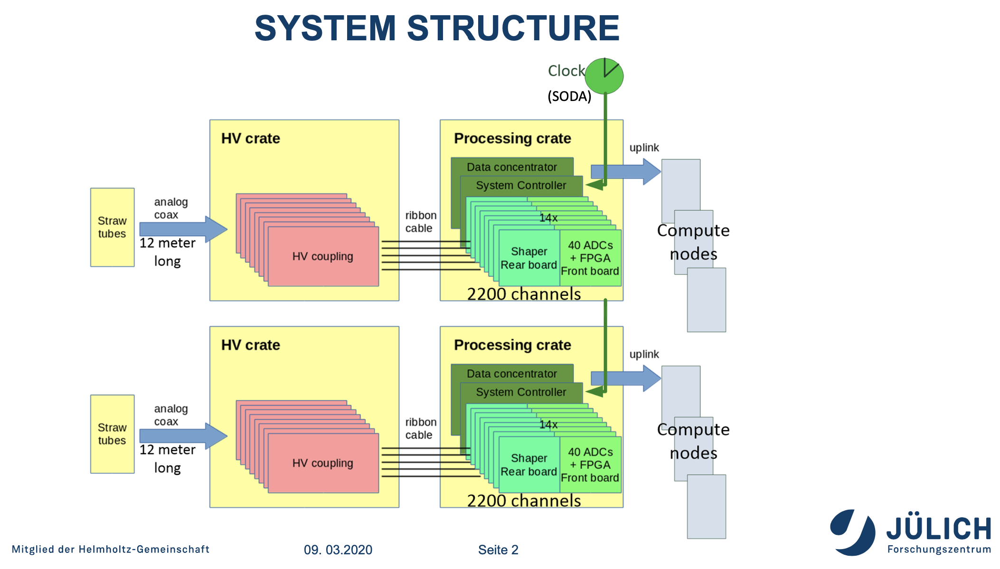 SYSTEM STRUCTURE
Clock
(SODA)
HV crate
Processing crate
uplink
Data concentrator
System Controller
analog
coax
Straw
tubes
12 meter
long
ribbon
cable
14x
HV coupling
Shaper
Rear board
40 ADCs
+ FPGA
Front board
2200 channels
Compute
nodes
HV crate
Processing crate
uplink
Data concentrator
System Controller
analog
coax
Straw
tubes
12 meter
long
ribbon
cable
14x
HV coupling
Shaper
Rear board
40 ADCs
+ FPGA
Front board
2200 channels
Compute
nodes
Mitglied der Helmholtz-Gemeinschaft
09. 03.2020
Seite 2
JÜLICH
Forschungszentrum